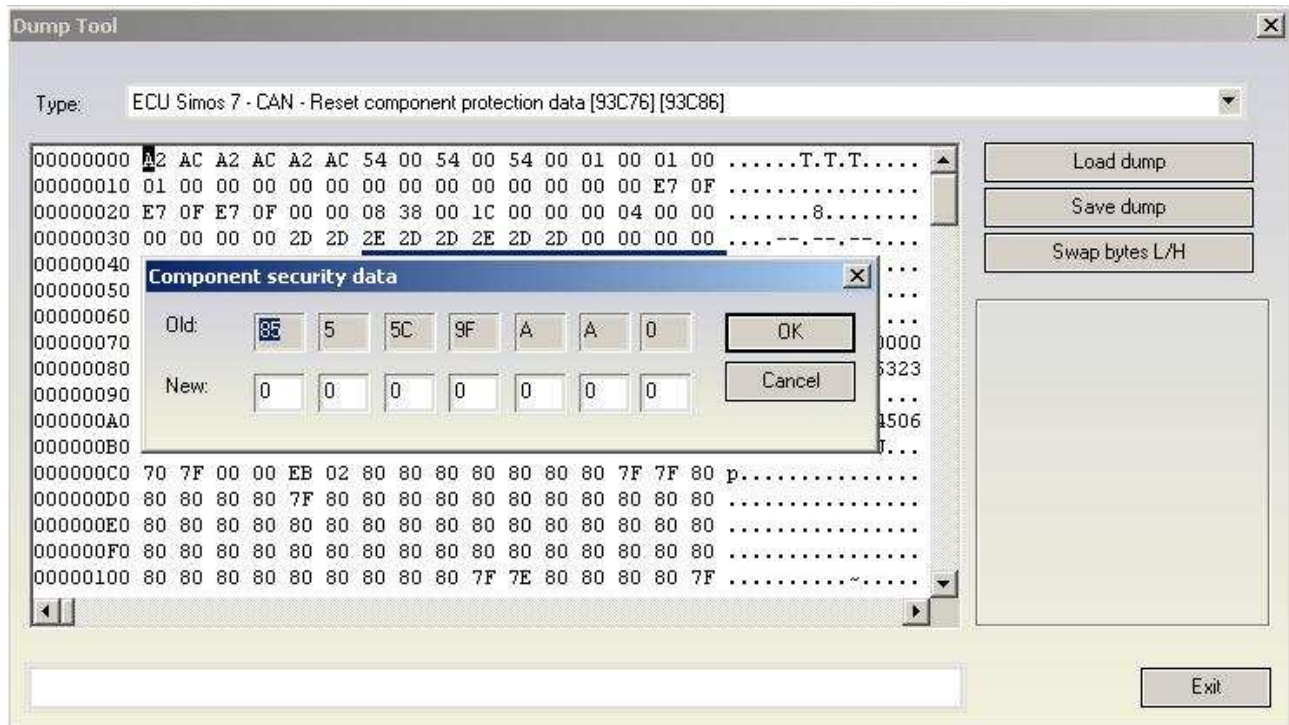 Dump Tool
Type: ECU Simos 7 - CAN - Reset component protection data [93C76] [93C86]
00000000 A2 AC A2 AC A2 AC 54 00 54 00 54 00 01 00 01 00 ......T.T.T.....
00000010 01 00 00 00 00 00 00 00 00 00 00 00 00 00 E7 0F ................
00000020 E7 0F E7 0F 00 00 08 38 00 1C 00 00 00 04 00 00 .......8........
00000030 00 00 00 00 2D 2D 2E 2D 2D 2E 2D 2D 00 00 00 00 ....--.--.--....
00000040 ...
00000050 ...
00000060 ...
00000070 0000
00000080 5323
00000090 ...
000000A0 4506
000000B0 ...
000000C0 70 7F 00 00 EB 02 80 80 80 80 80 80 80 7F 7F 80 p...............
000000D0 80 80 80 7F 80 80 80 80 80 80 80 80 80 80 80 80 ................
000000E0 80 80 80 80 80 80 80 80 80 80 80 80 80 80 80 80 ................
000000F0 80 80 80 80 80 80 80 80 80 80 80 80 80 80 80 80 ................
00000100 80 80 80 80 80 80 80 80 80 7F 7E 80 80 80 80 7F ..........~.....
Component security data
Old: 85 5 5C 9F A A 0
New: 0 0 0 0 0 0 0
OK
Cancel
Load dump
Save dump
Swap bytes L/H
Exit